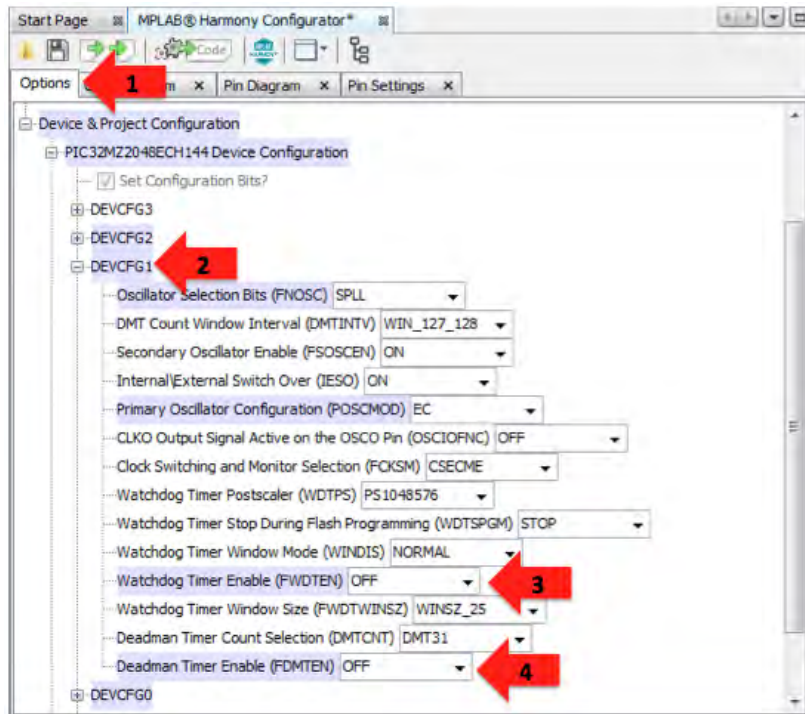 Start Page MPLAB® Harmony Configurator*
Code
Options 1 m Pin Diagram Pin Settings
Device & Project Configuration
PIC32MZ2048ECH144 Device Configuration
Set Configuration Bits?
DEVCFG3
DEVCFG2
DEVCFG1 2
Oscillator Selection Bits (FNOSC) SPLL
DMT Count Window Interval (DMTINTV) WIN_127_128
Secondary Oscillator Enable (FSOSCEN) ON
Internal\External Switch Over (IESO) ON
Primary Oscillator Configuration (POSCMOD) EC
CLKO Output Signal Active on the OSCO Pin (OSCIOFNC) OFF
Clock Switching and Monitor Selection (FCKSM) CSECME
Watchdog Timer Postscaler (WDTPS) PS1048576
Watchdog Timer Stop During Flash Programming (WDTSPGM) STOP
Watchdog Timer Window Mode (WINDIS) NORMAL
Watchdog Timer Enable (FWDTEN) OFF 3
Watchdog Timer Window Size (FWDTWINSZ) WINSZ_25
Deadman Timer Count Selection (DMTCNT) DMT31
Deadman Timer Enable (FDMTEN) OFF 4
DEVCFG0